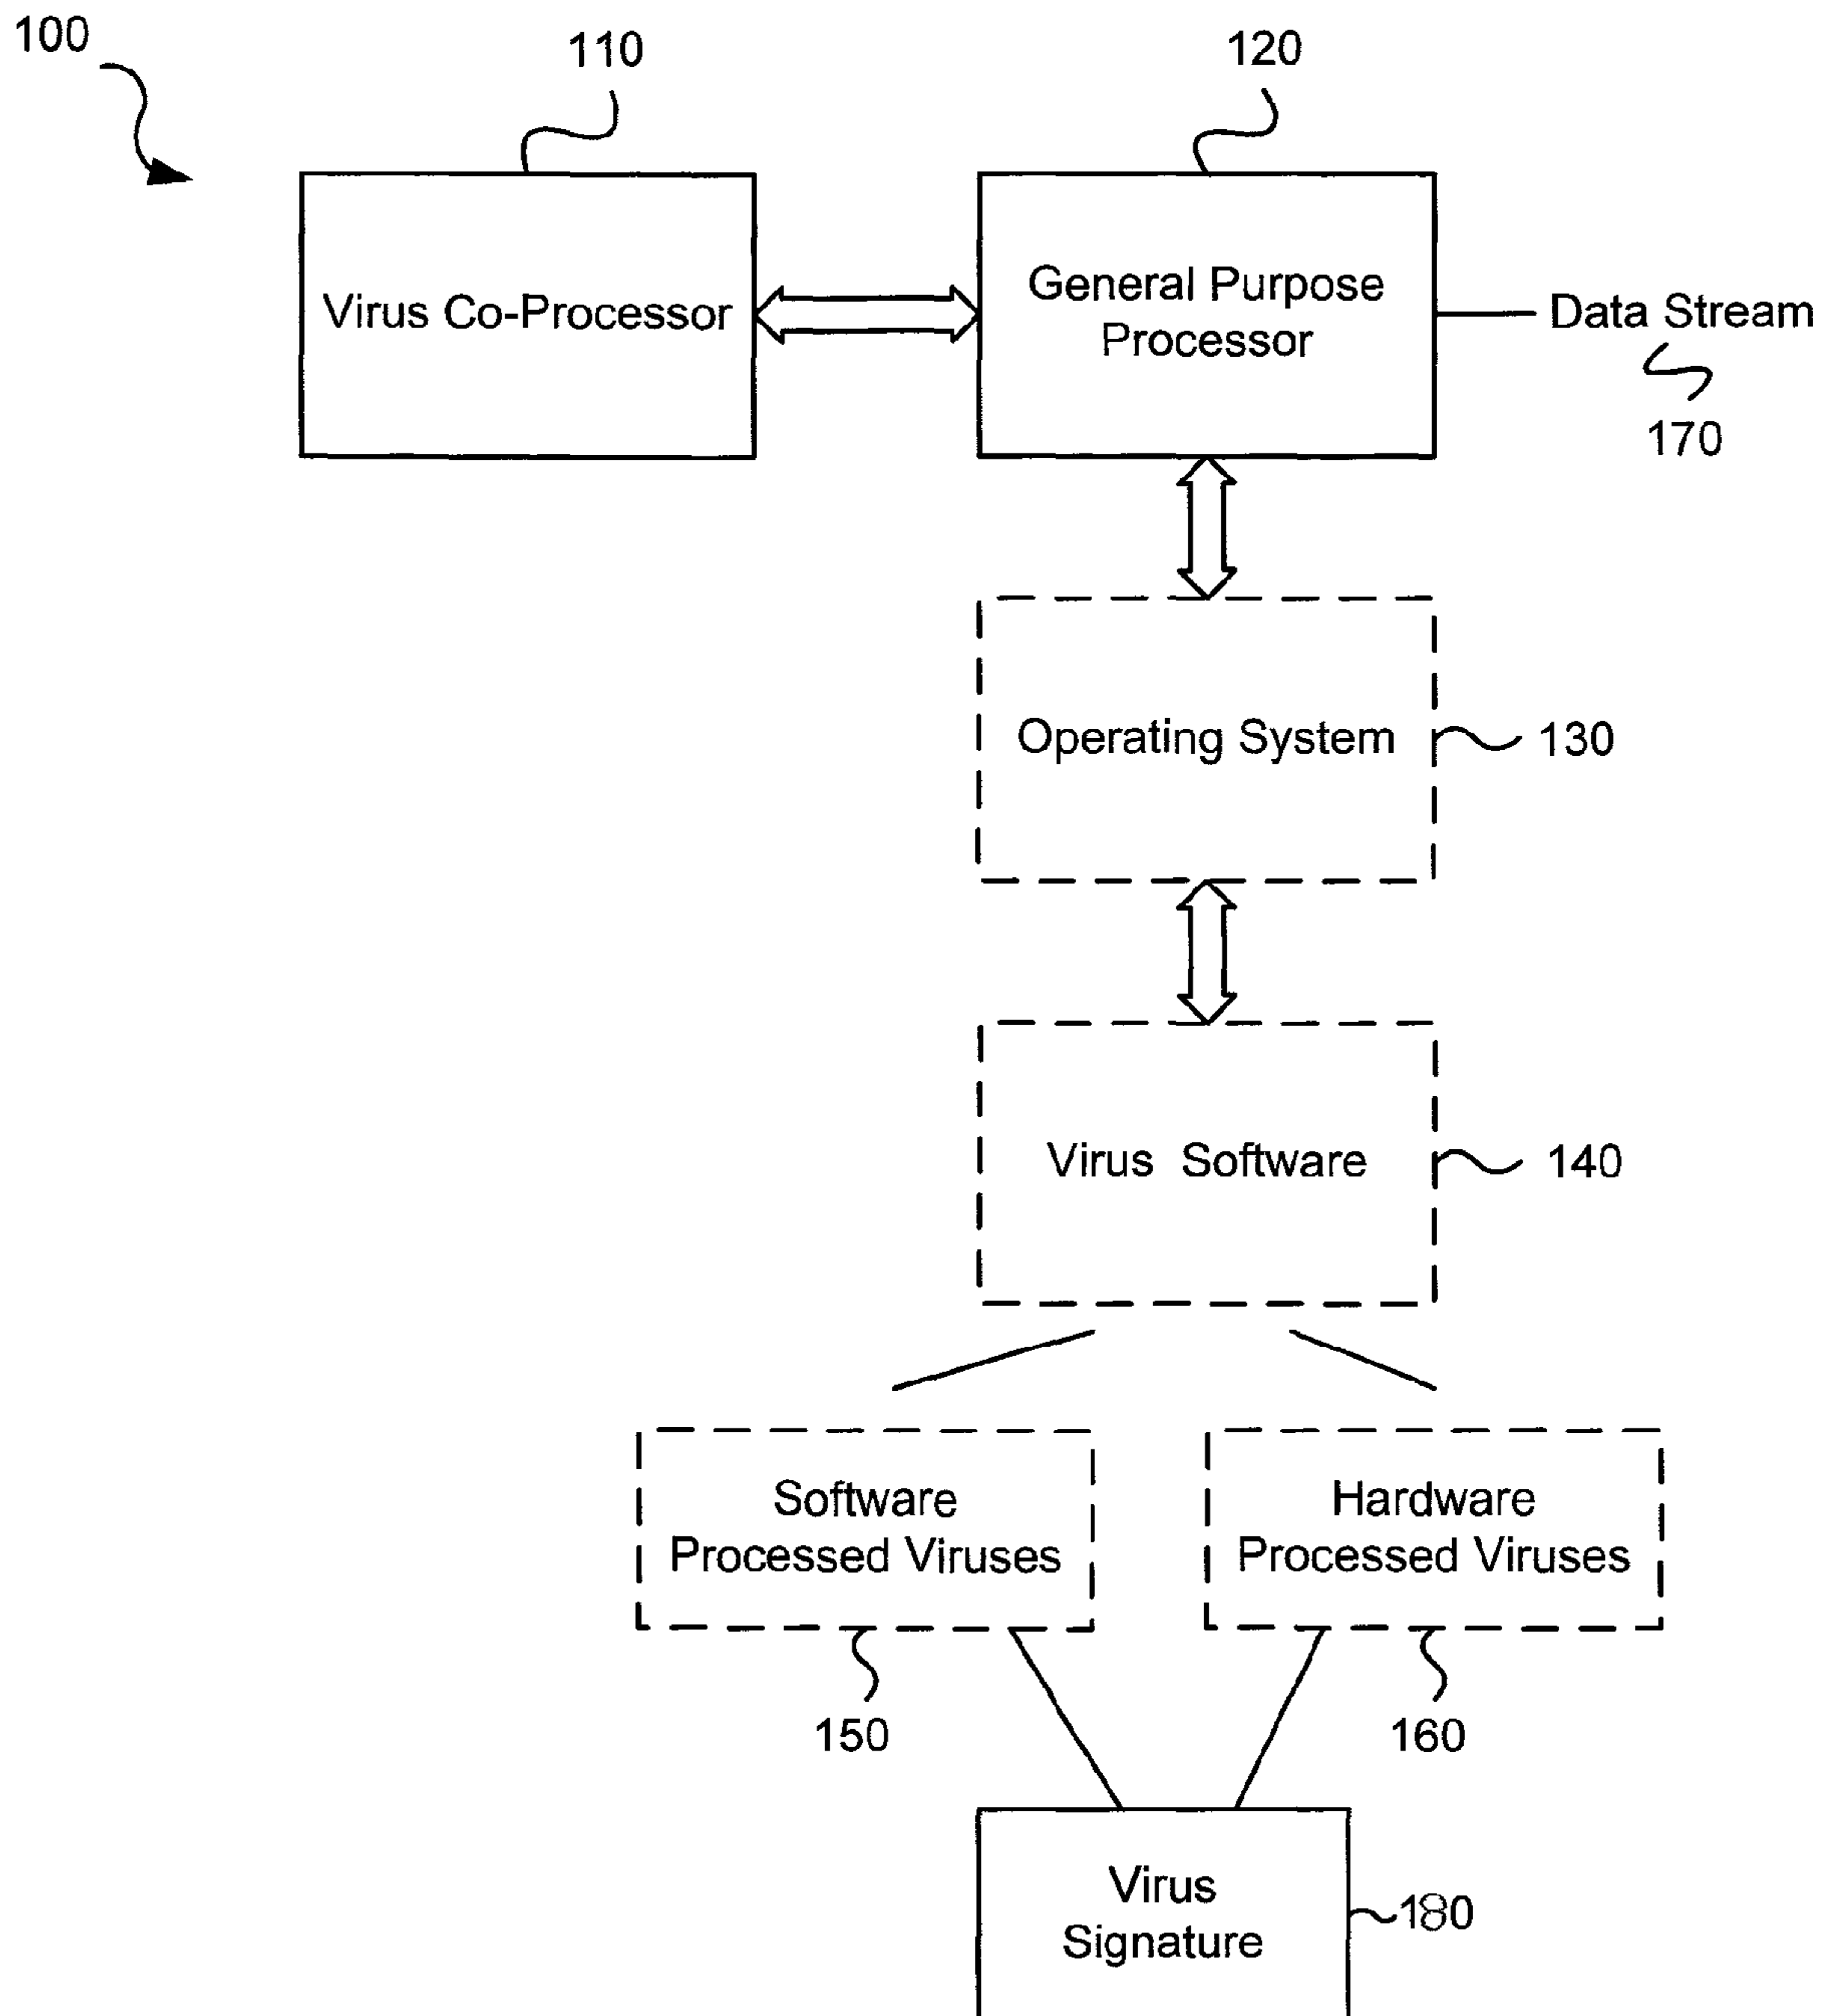 100
110
120
Virus Co-Processor
General Purpose
Processor
Data Stream
170
Operating System
130
Virus Software
140
Software
Processed Viruses
Hardware
Processed Viruses
150
160
Virus
Signature
180